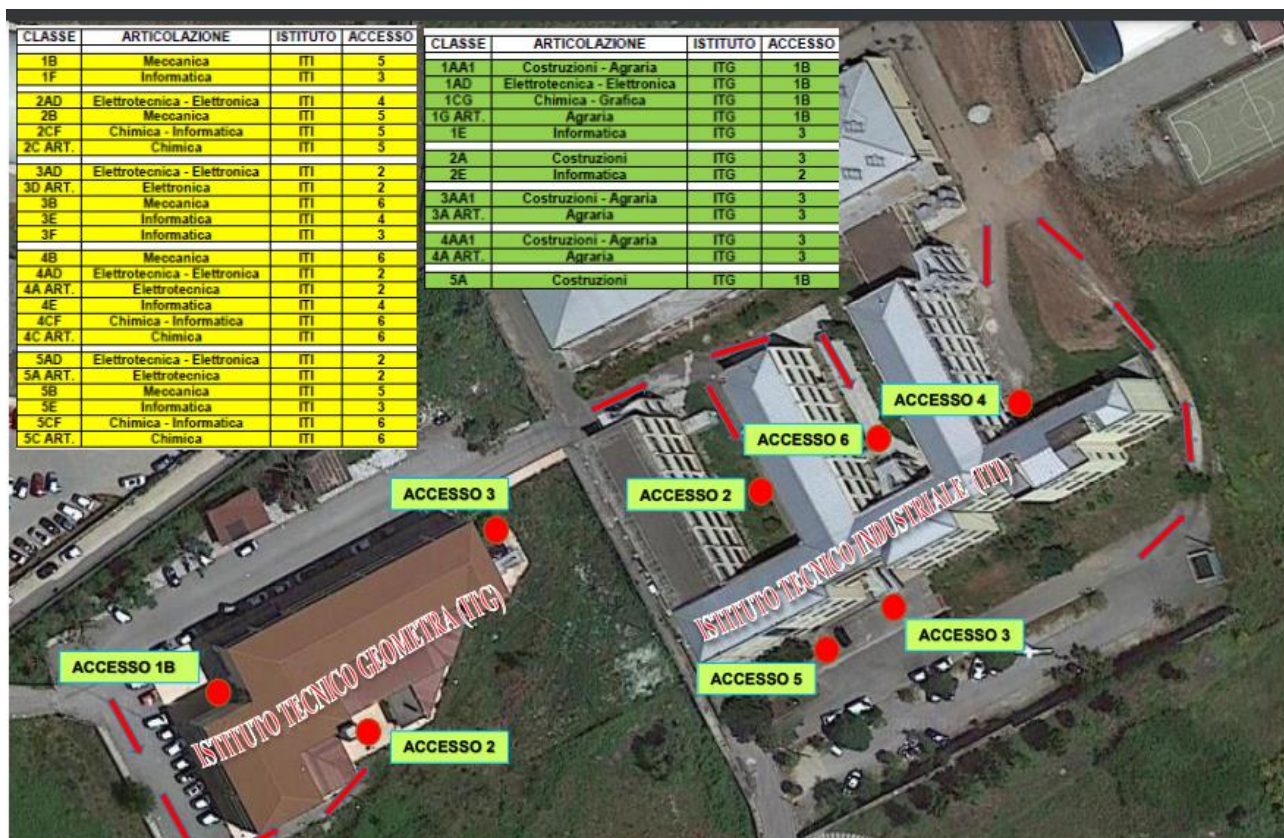 CLASSE ARTICOLAZIONE ISTITUTO ACCESSO
1B Meccanica ITI 5
1F Informatica ITI 3
2AD Elettrotecnica - Elettronica ITI 4
2B Meccanica ITI 5
2CF Chimica - Informatica ITI 5
2C ART. Chimica ITI 5
3AD Elettrotecnica - Elettronica ITI 2
3D ART. Elettronica ITI 2
3B Meccanica ITI 6
3E Informatica ITI 4
3F Informatica ITI 3
4B Meccanica ITI 6
4AD Elettrotecnica - Elettronica ITI 2
4A ART. Elettrotecnica ITI 2
4E Informatica ITI 4
4CF Chimica - Informatica ITI 6
4C ART. Chimica ITI 6
5AD Elettrotecnica - Elettronica ITI 2
5A ART. Elettrotecnica ITI 2
5B Meccanica ITI 5
5E Informatica ITI 3
5CF Chimica - Informatica ITI 6
5C ART. Chimica ITI 6
CLASSE ARTICOLAZIONE ISTITUTO ACCESSO
1AA1 Costruzioni - Agraria ITG 1B
1AD Elettrotecnica - Elettronica ITG 1B
1CG Chimica - Grafica ITG 1B
1G ART. Agraria ITG 1B
1E Informatica ITG 3
2A Costruzioni ITG 3
2E Informatica ITG 2
3AA1 Costruzioni - Agraria ITG 3
3A ART. Agraria ITG 3
4AA1 Costruzioni - Agraria ITG 3
4A ART. Agraria ITG 3
5A Costruzioni ITG 1B
ACCESSO 4
ACCESSO 6
ACCESSO 2
ACCESSO 3
ISTITUTO TECNICO INDUSTRIALE (ITI)
ACCESSO 3
ACCESSO 5
ISTITUTO TECNICO GEOMETRA (ITG)
ACCESSO 1B
ACCESSO 2